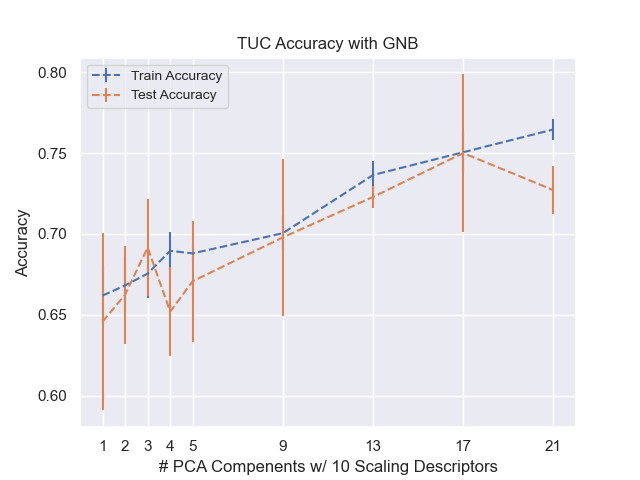 TUC Accuracy with GNB
Train Accuracy
Test Accuracy
0.80
0.75
0.70
0.65
0.60
Accuracy
1 2 3 4 5 9 13 17 21
# PCA Compenents w/ 10 Scaling Descriptors